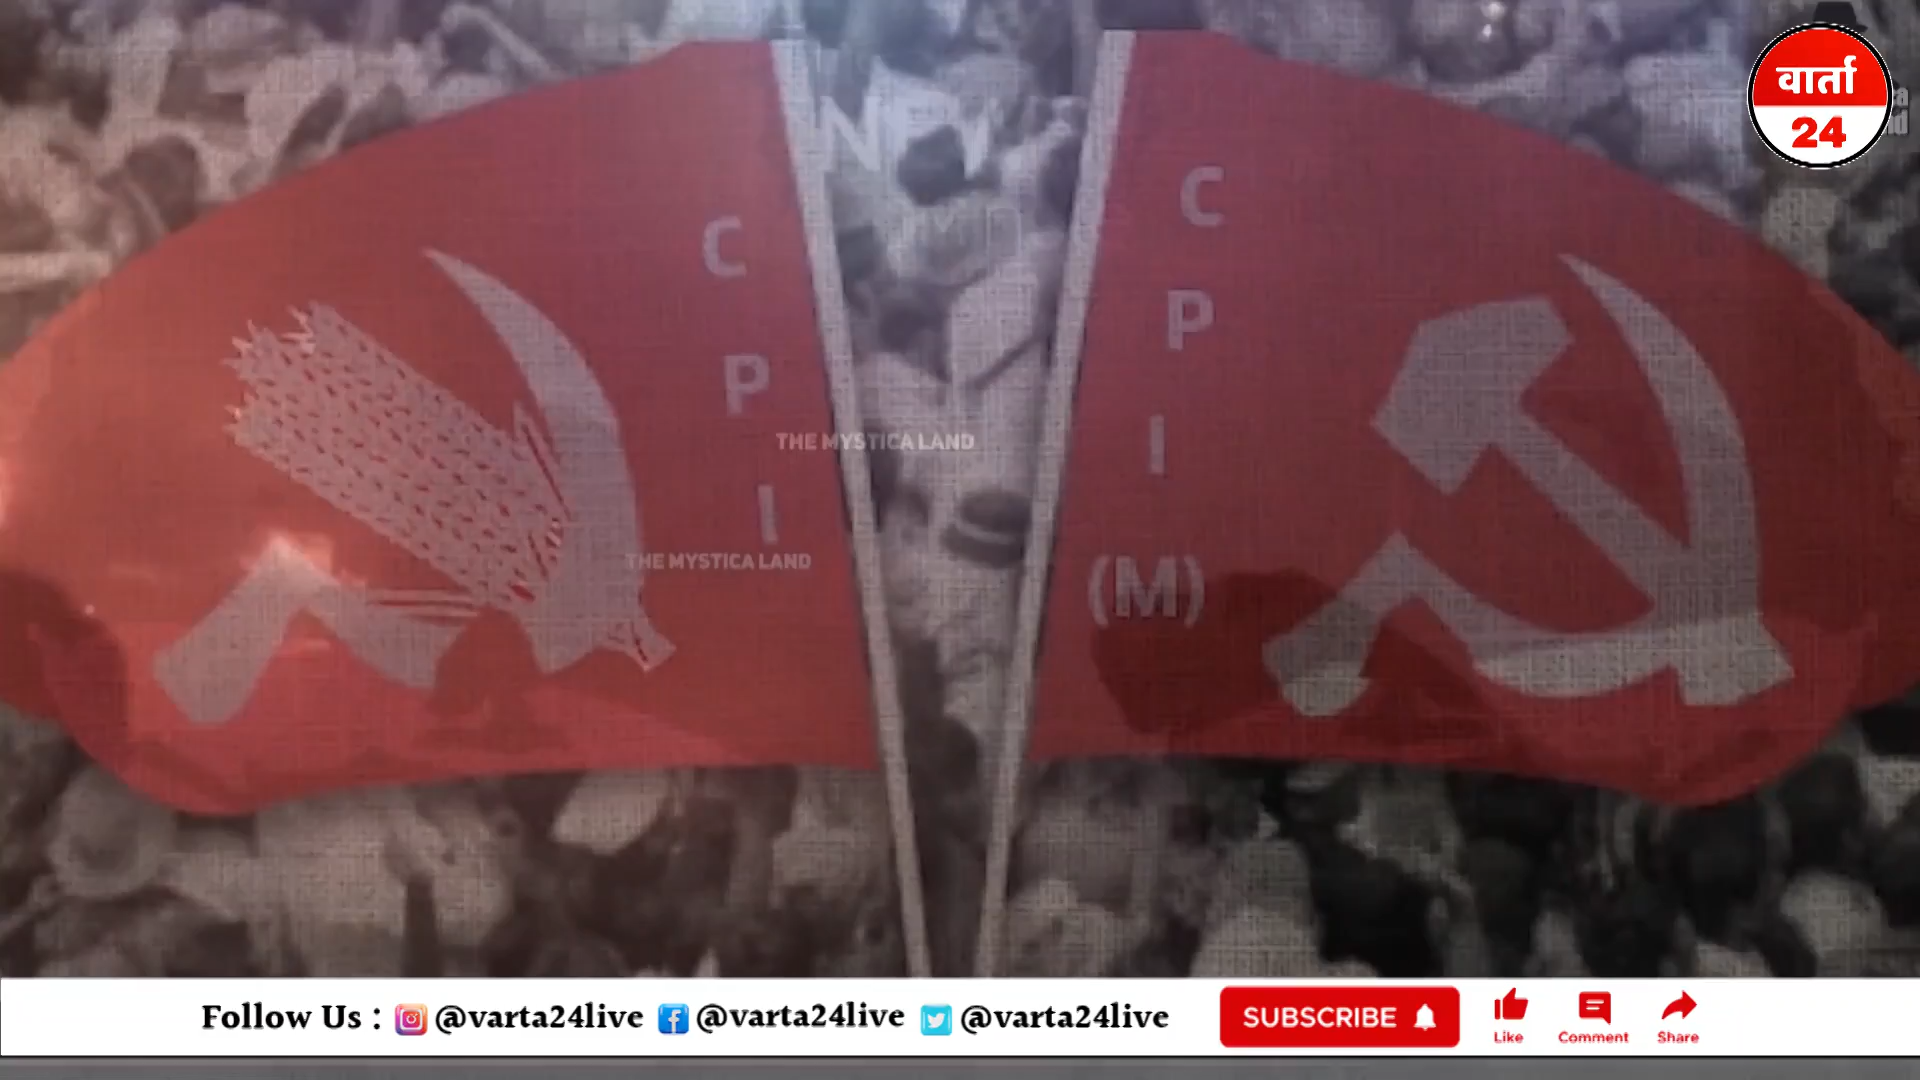 वार्ता
24
C
P
I
C
P
I
(M)
THE MYSTICA LAND
THE MYSTICA LAND
Follow Us : @varta24live @varta24live @varta24live
SUBSCRIBE
Like Comment Share